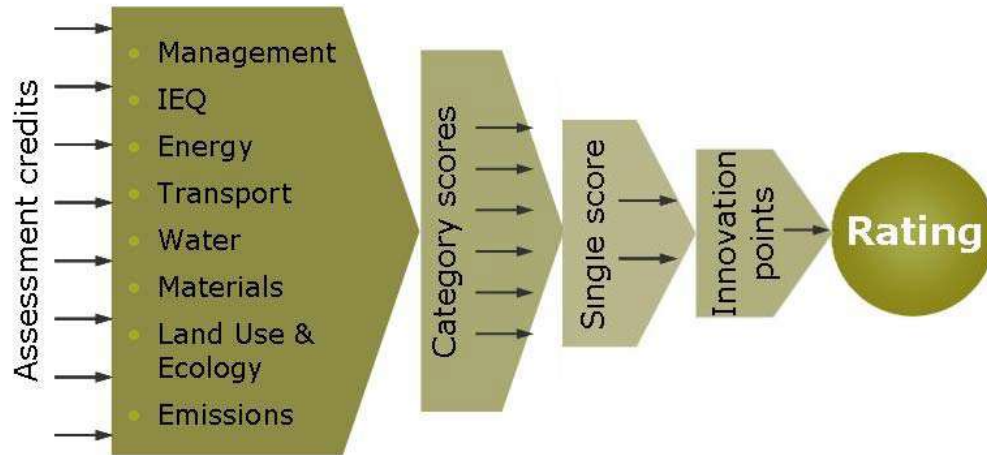 Assessment credits
Management
IEQ
Energy
Transport
Water
Materials
Land Use &
Ecology
Emissions
Category scores
Single score
Innovation
points
Rating